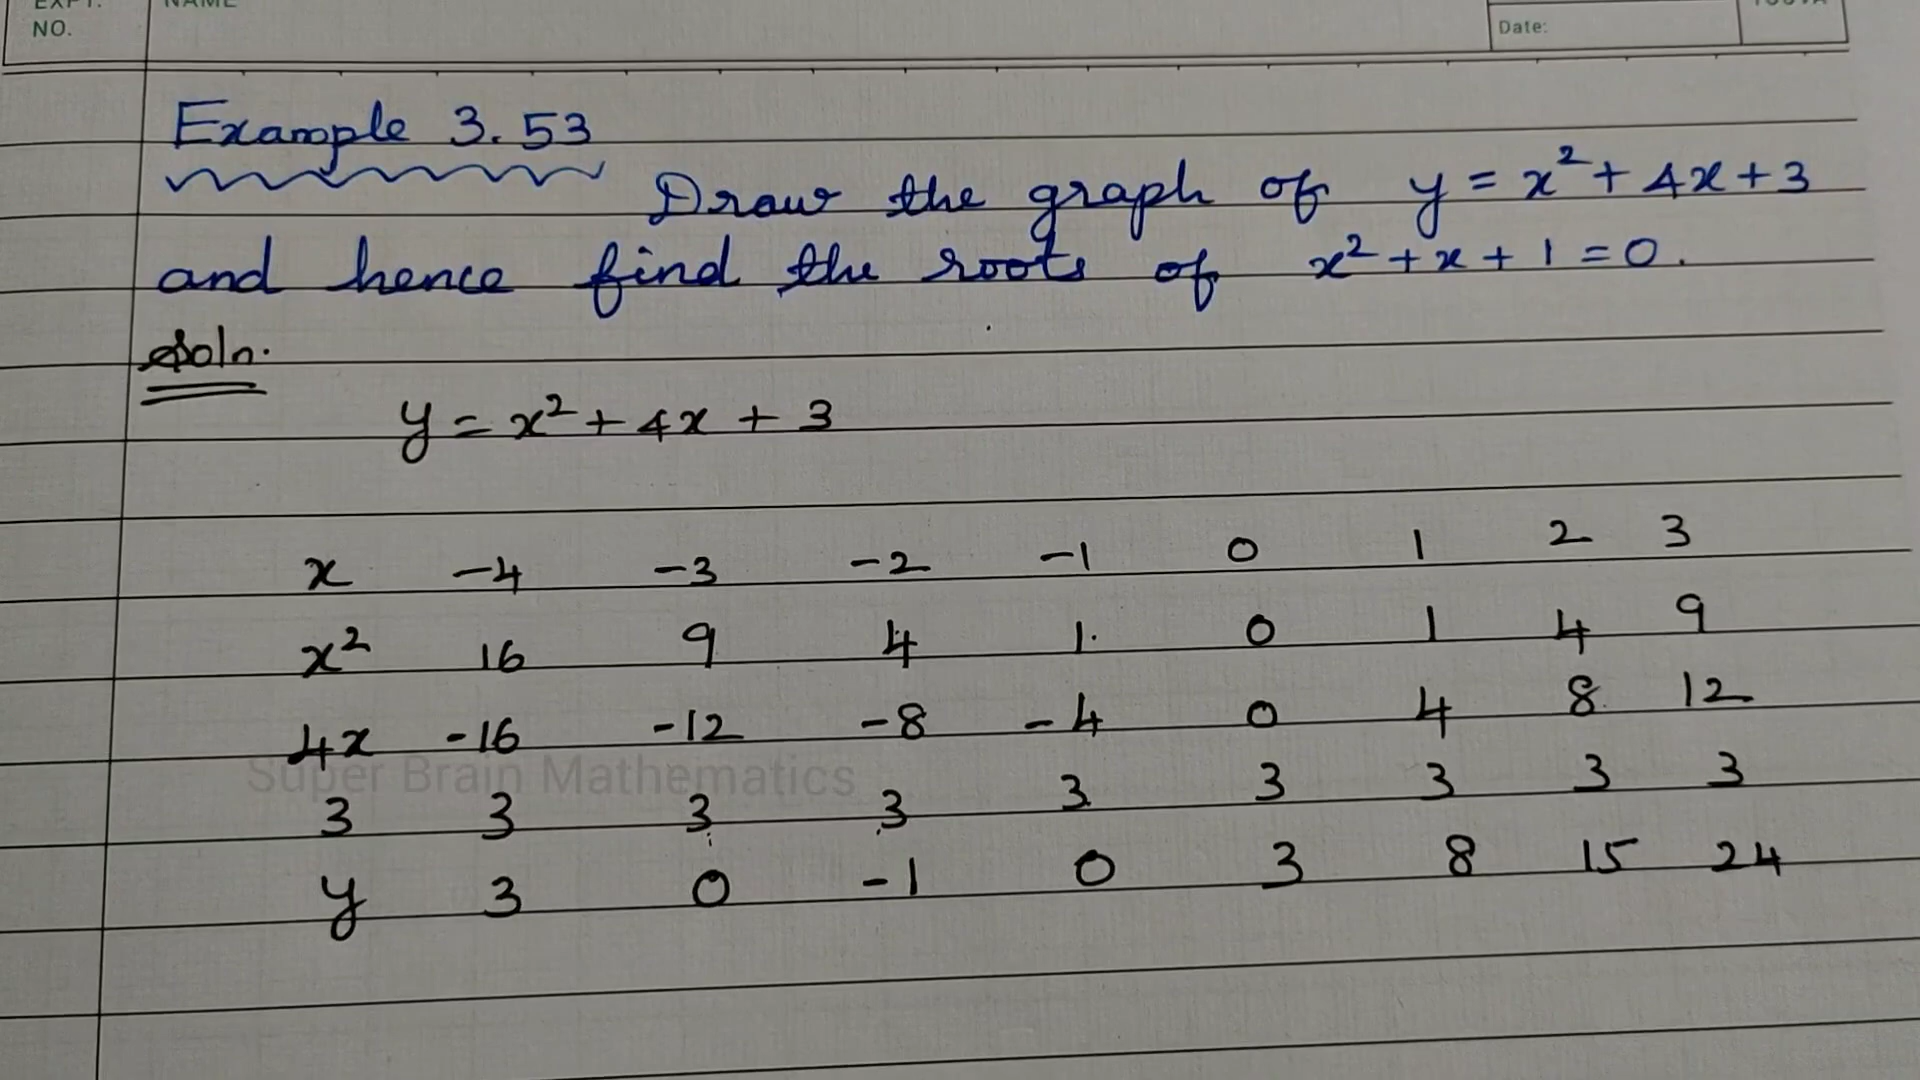 NO.
Date:
Example 3.53
Draw the graph of y = x² + 4x + 3
and hence find the roots of x² + x + 1 = 0.
Soln.
y = x² + 4x + 3
x -4 -3 -2 -1 0 1 2 3
x² 16 9 4 1 0 1 4 9
4x -16 -12 -8 -4 0 4 8 12
Super Brain Mathematics
3 3 3 3 3 3 3 3 3
y 3 0 -1 0 3 8 15 24